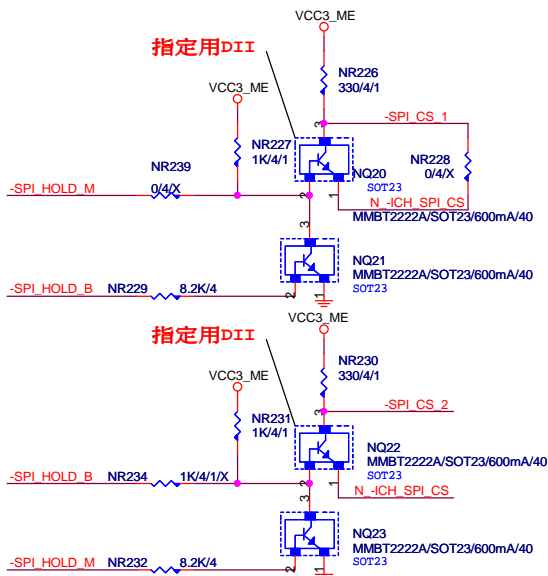 VCC3_ME
指定用DII
NR226
330/4/1
VCC3_ME
3
-SPI_CS_1
NR227
1K/4/1
NR239
0/4/X
NR228
0/4/X
NQ20
SOT23
-SPI_HOLD_M
2
1
N_-ICH_SPI_CS
MMBT2222A/SOT23/600mA/40
3
NQ21
MMBT2222A/SOT23/600mA/40
SOT23
-SPI_HOLD_B
NR229
8.2K/4
2
1
VCC3_ME
指定用DII
NR230
330/4/1
VCC3_ME
3
-SPI_CS_2
NR231
1K/4/1
NQ22
MMBT2222A/SOT23/600mA/40
SOT23
-SPI_HOLD_B
NR234
1K/4/1/X
2
1
N_-ICH_SPI_CS
3
NQ23
MMBT2222A/SOT23/600mA/40
SOT23
-SPI_HOLD_M
NR232
8.2K/4
2
1